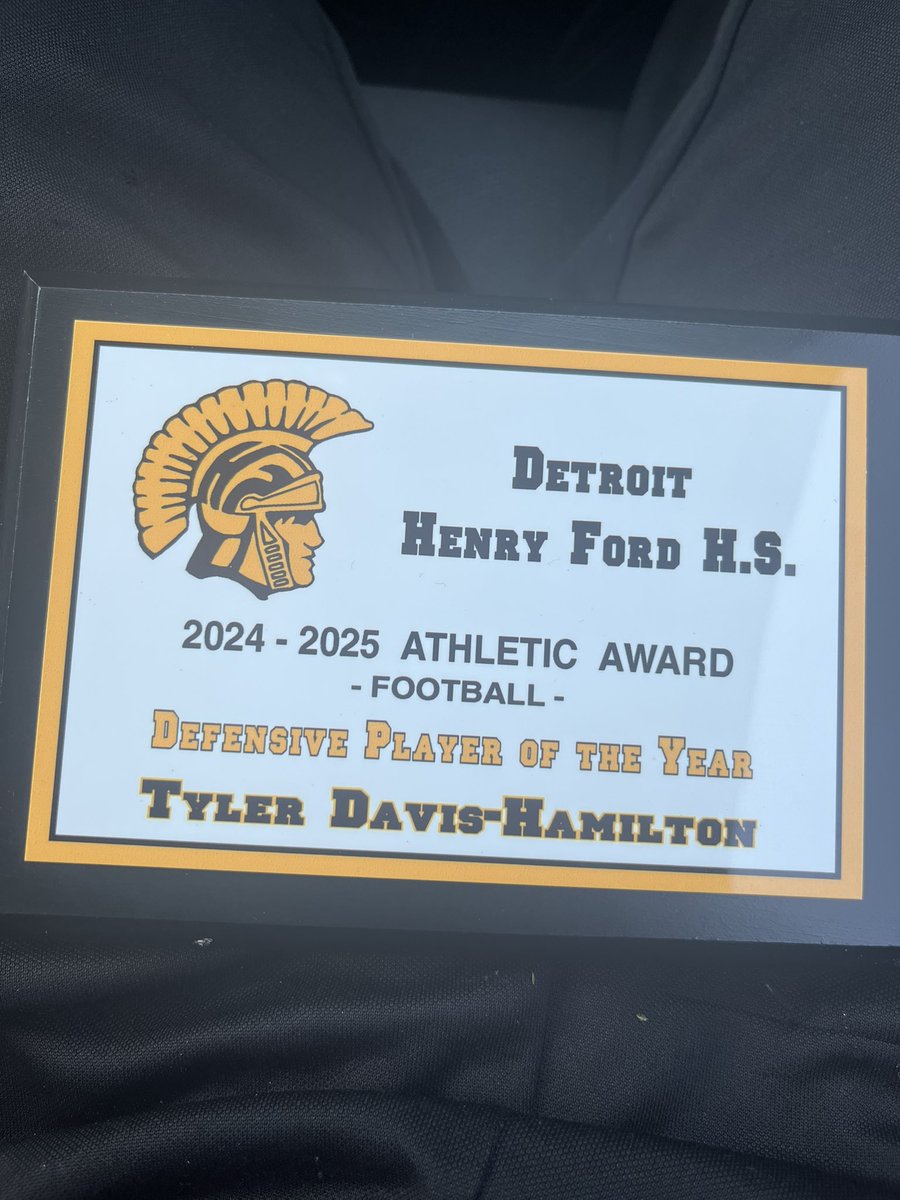 Detroit
Henry Ford H.S.
2024 - 2025 ATHLETIC AWARD
- FOOTBALL -
Defensive Player of the Year
Tyler Davis-Hamilton